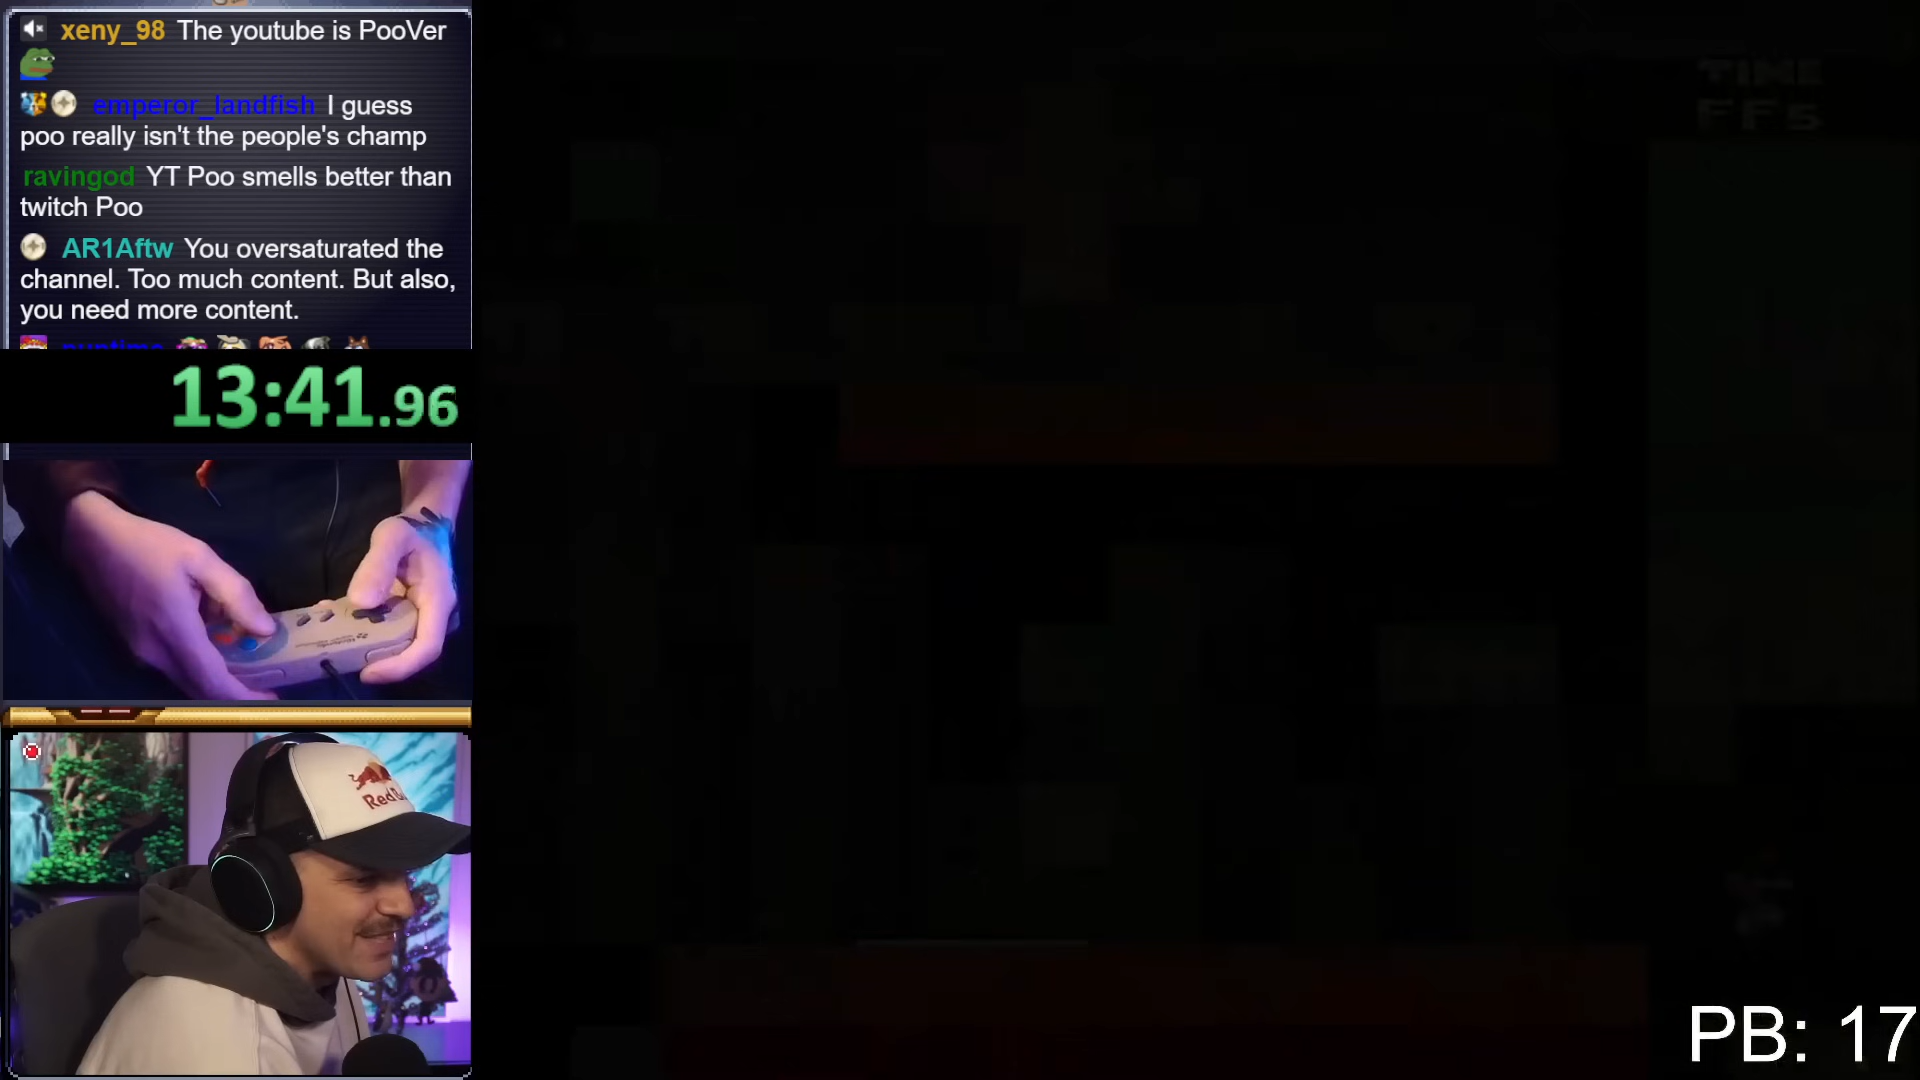 xeny_98 The youtube is PooVer
emperor_landfish I guess
poo really isn't the people's champ
ravingod YT Poo smells better than
twitch Poo
AR1Aftw You oversaturated the
channel. Too much content. But also,
you need more content.
13:41.96
Red
TIME
FF5
PB: 17